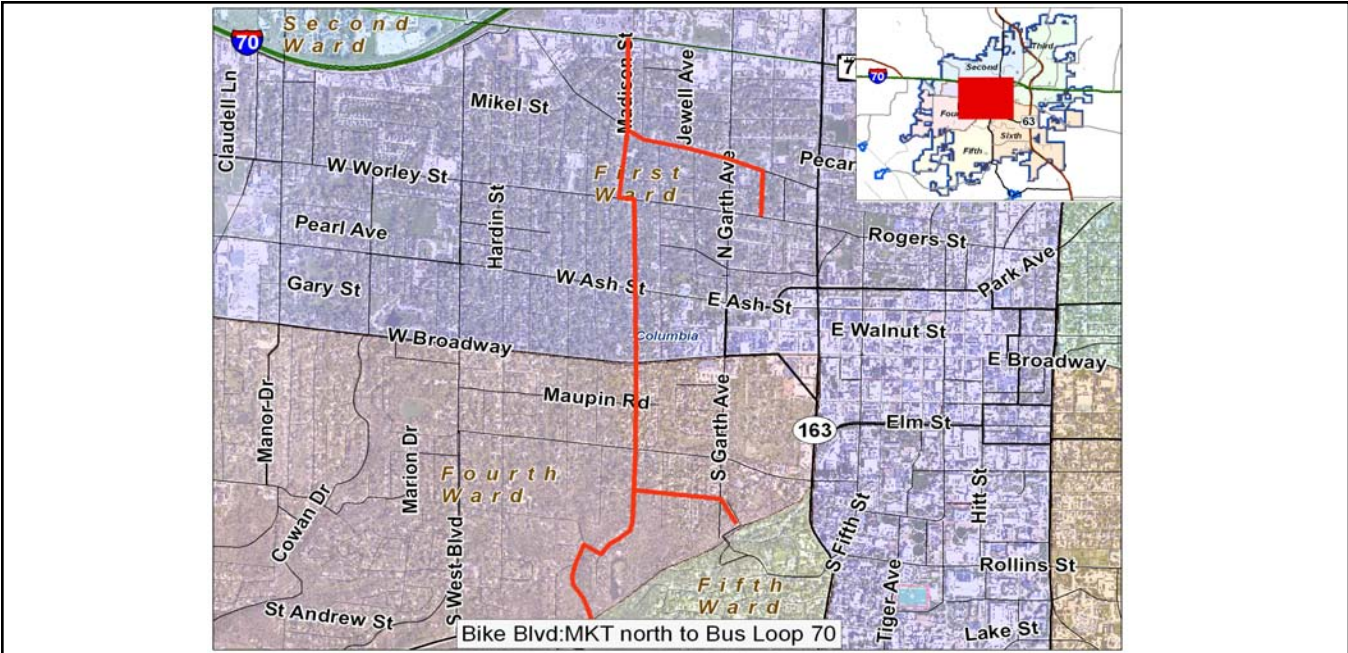 Second
Ward
70
Claudell Ln
Mikel St
Madison St
Jewell Ave
7
70
Second
Third
Fou
63
Sixth
Fifth
W Worley St
First
Ward
N Garth Ave
Pecan
Pearl Ave
Hardin St
Rogers St
Gary St
W Ash St
E Ash St
Park Ave
W Broadway
Columbia
E Walnut St
E Broadway
Manor Dr
Maupin Rd
S Garth Ave
163
Elm St
Marion Dr
Fourth
Ward
Cowan Dr
S West Blvd
S Fifth St
Hitt St
Fifth
Ward
Tiger Ave
Rollins St
St Andrew St
Lake St
Bike Blvd:MKT north to Bus Loop 70